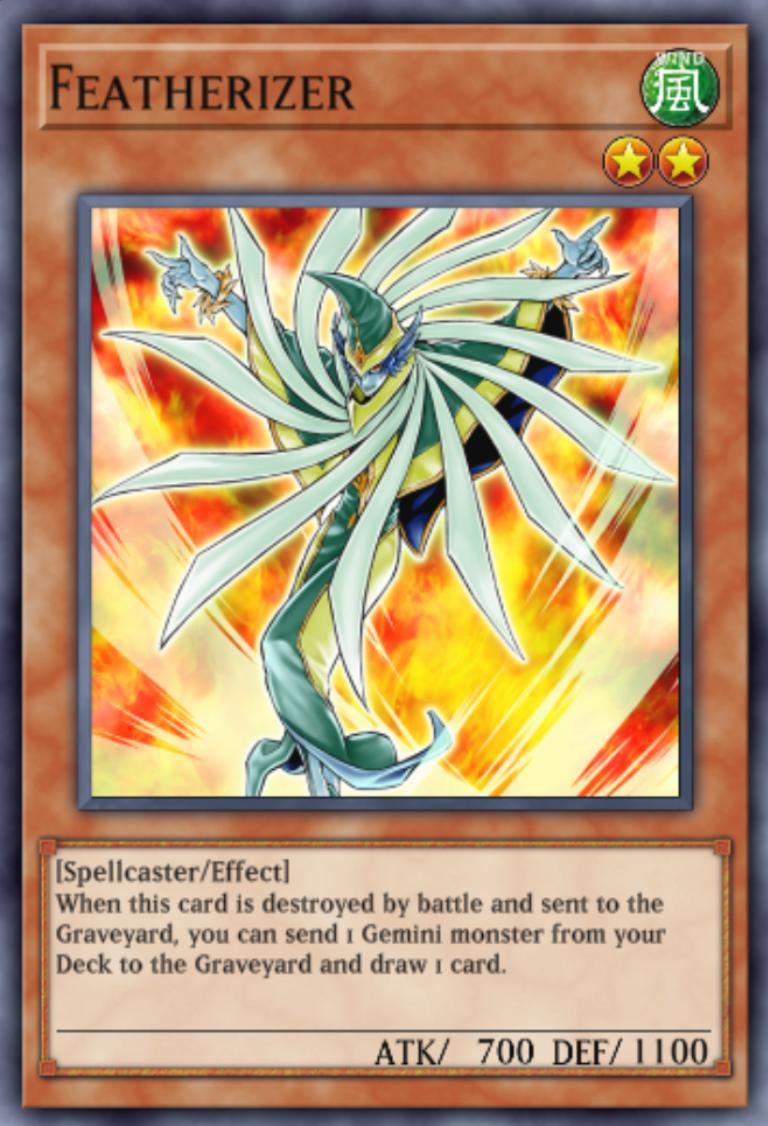 FEATHERIZER
WIND
風
[Spellcaster/Effect]
When this card is destroyed by battle and sent to the
Graveyard, you can send 1 Gemini monster from your
Deck to the Graveyard and draw 1 card.
ATK/ 700 DEF/ 1100